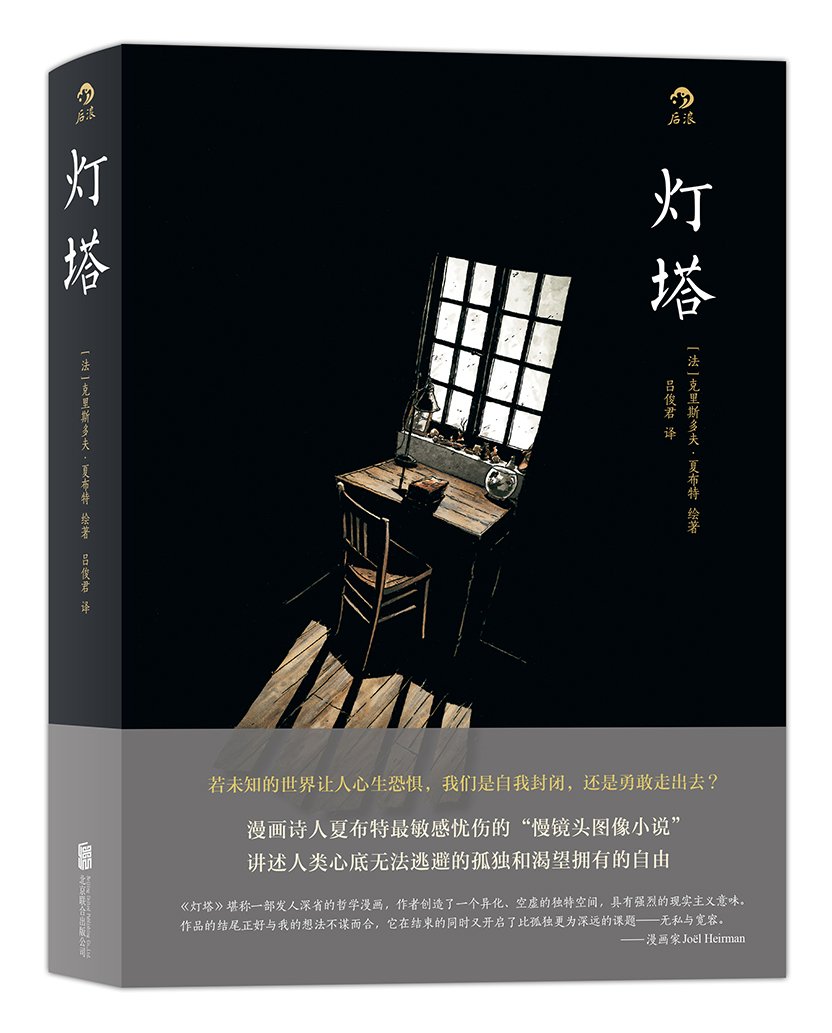 后浪
灯塔
[法]克里斯多夫·夏布特 绘著
吕俊君 译
北京联合出版公司
Beijing United Publishing Co.,Ltd.
后浪
灯塔
[法]克里斯多夫·夏布特 绘著
吕俊君 译
若未知的世界让人心生恐惧，我们是自我封闭，还是勇敢走出去？
漫画诗人夏布特最敏感忧伤的“慢镜头图像小说”
讲述人类心底无法逃避的孤独和渴望拥有的自由
《灯塔》堪称一部发人深省的哲学漫画，作者创造了一个异化、空虚的独特空间，具有强烈的现实主义意味。
作品的结尾正好与我的想法不谋而合，它在结束的同时又开启了比孤独更为深远的课题——无私与宽容。
——漫画家Joël Heirman